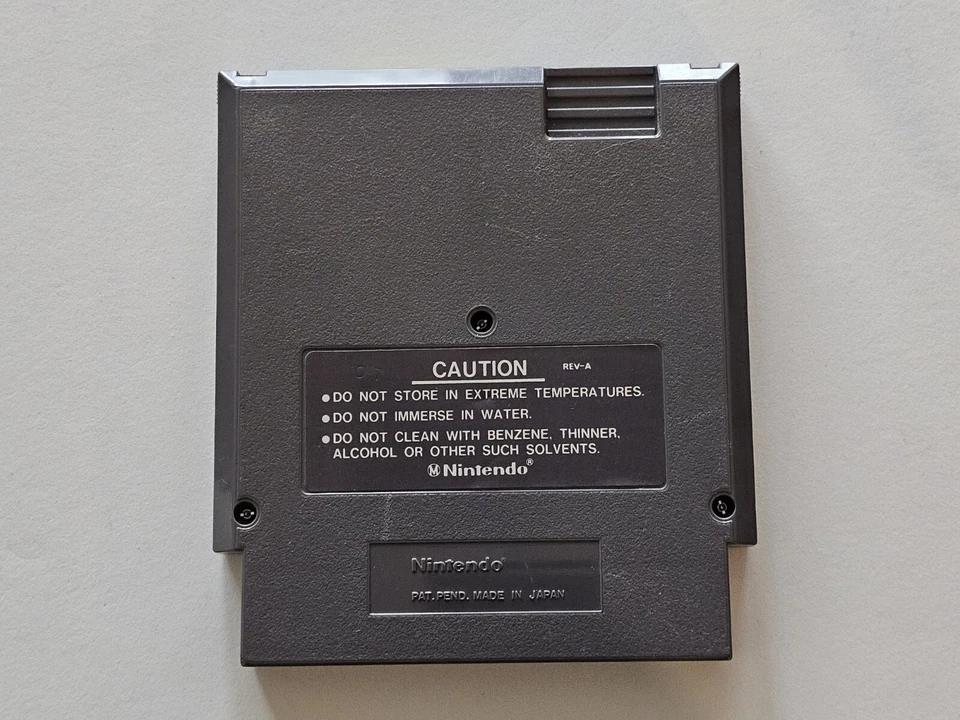 CAUTION REV-A
●DO NOT STORE IN EXTREME TEMPERATURES.
●DO NOT IMMERSE IN WATER.
●DO NOT CLEAN WITH BENZENE, THINNER,
ALCOHOL OR OTHER SUCH SOLVENTS.
Ⓜ Nintendo®
Nintendo®
PAT. PEND. MADE IN JAPAN